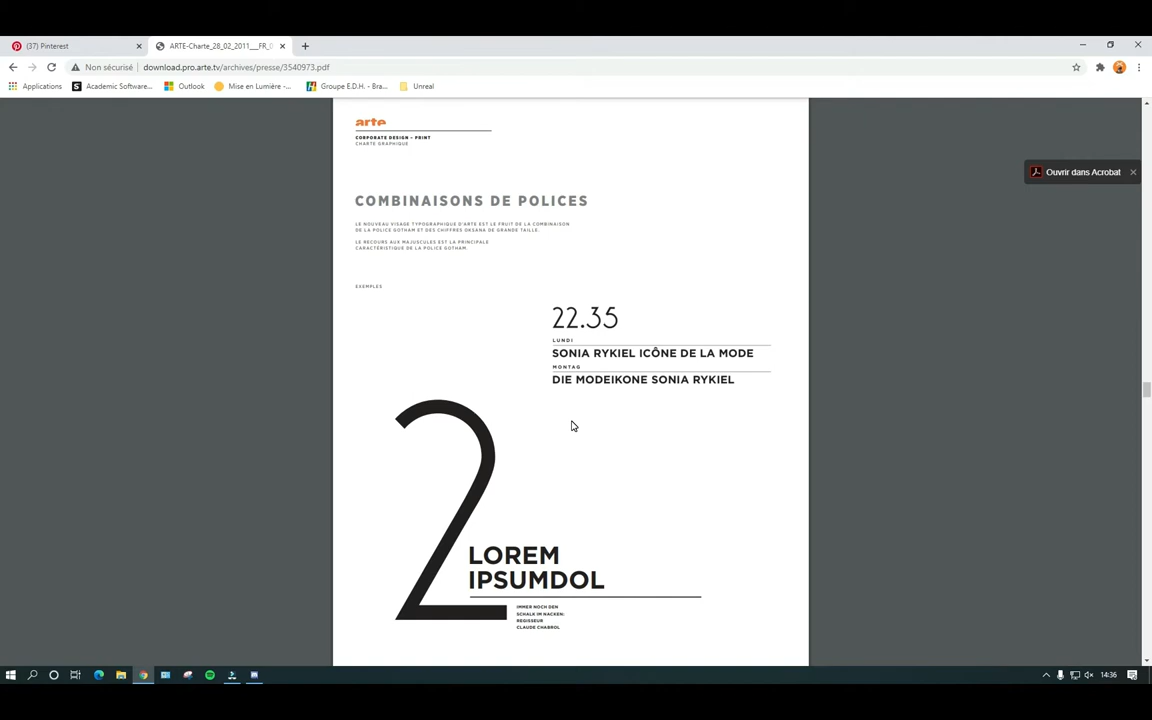 (37) Pinterest
ARTE-Charte_28_02_2011___FR_
Non sécurisé
download.pro.arte.tv/archives/presse/3540973.pdf
Applications
Academic Software...
Outlook
Mise en Lumière -...
Groupe E.D.H. - Bra...
Unreal
arte
CORPORATE DESIGN – PRINT
CHARTE GRAPHIQUE
Ouvrir dans Acrobat
COMBINAISONS DE POLICES
LE NOUVEAU VISAGE TYPOGRAPHIQUE D'ARTE EST LE FRUIT DE LA COMBINAISON
DE LA POLICE GOTHAM ET DES CHIFFRES OKSANA DE GRANDE TAILLE.
LE RECOURS AUX MAJUSCULES EST LA PRINCIPALE
CARACTÉRISTIQUE DE LA POLICE GOTHAM.
EXEMPLES
22.35
LUNDI
SONIA RYKIEL ICÔNE DE LA MODE
MONTAG
DIE MODEIKONE SONIA RYKIEL
2
LOREM
IPSUMDOL
IMMER NOCH DEN
SCHALK IM NACKEN:
REGISSEUR
CLAUDE CHABROL
14:36